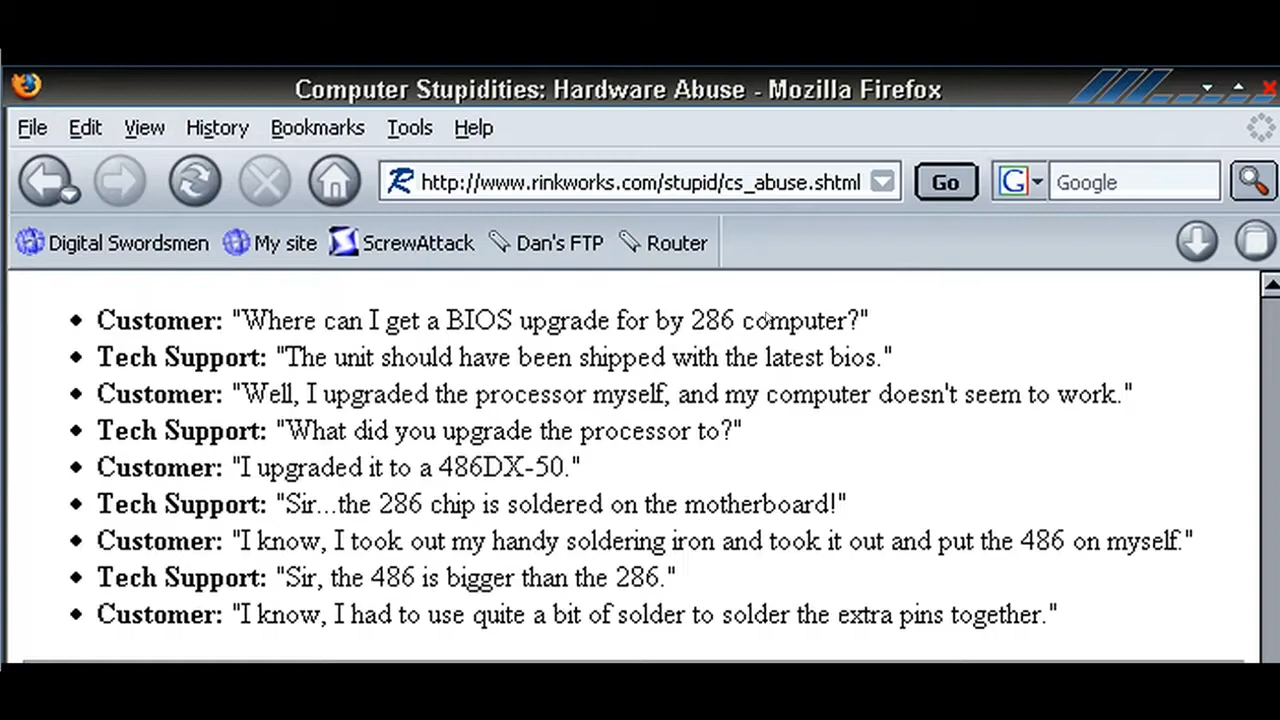 Computer Stupidities: Hardware Abuse - Mozilla Firefox
File Edit View History Bookmarks Tools Help
http://www.rinkworks.com/stupid/cs_abuse.shtml Go G Google
Digital Swordsmen My site ScrewAttack Dan's FTP Router
Customer: "Where can I get a BIOS upgrade for by 286 computer?"
Tech Support: "The unit should have been shipped with the latest bios."
Customer: "Well, I upgraded the processor myself, and my computer doesn't seem to work."
Tech Support: "What did you upgrade the processor to?"
Customer: "I upgraded it to a 486DX-50."
Tech Support: "Sir...the 286 chip is soldered on the motherboard!"
Customer: "I know, I took out my handy soldering iron and took it out and put the 486 on myself."
Tech Support: "Sir, the 486 is bigger than the 286."
Customer: "I know, I had to use quite a bit of solder to solder the extra pins together."